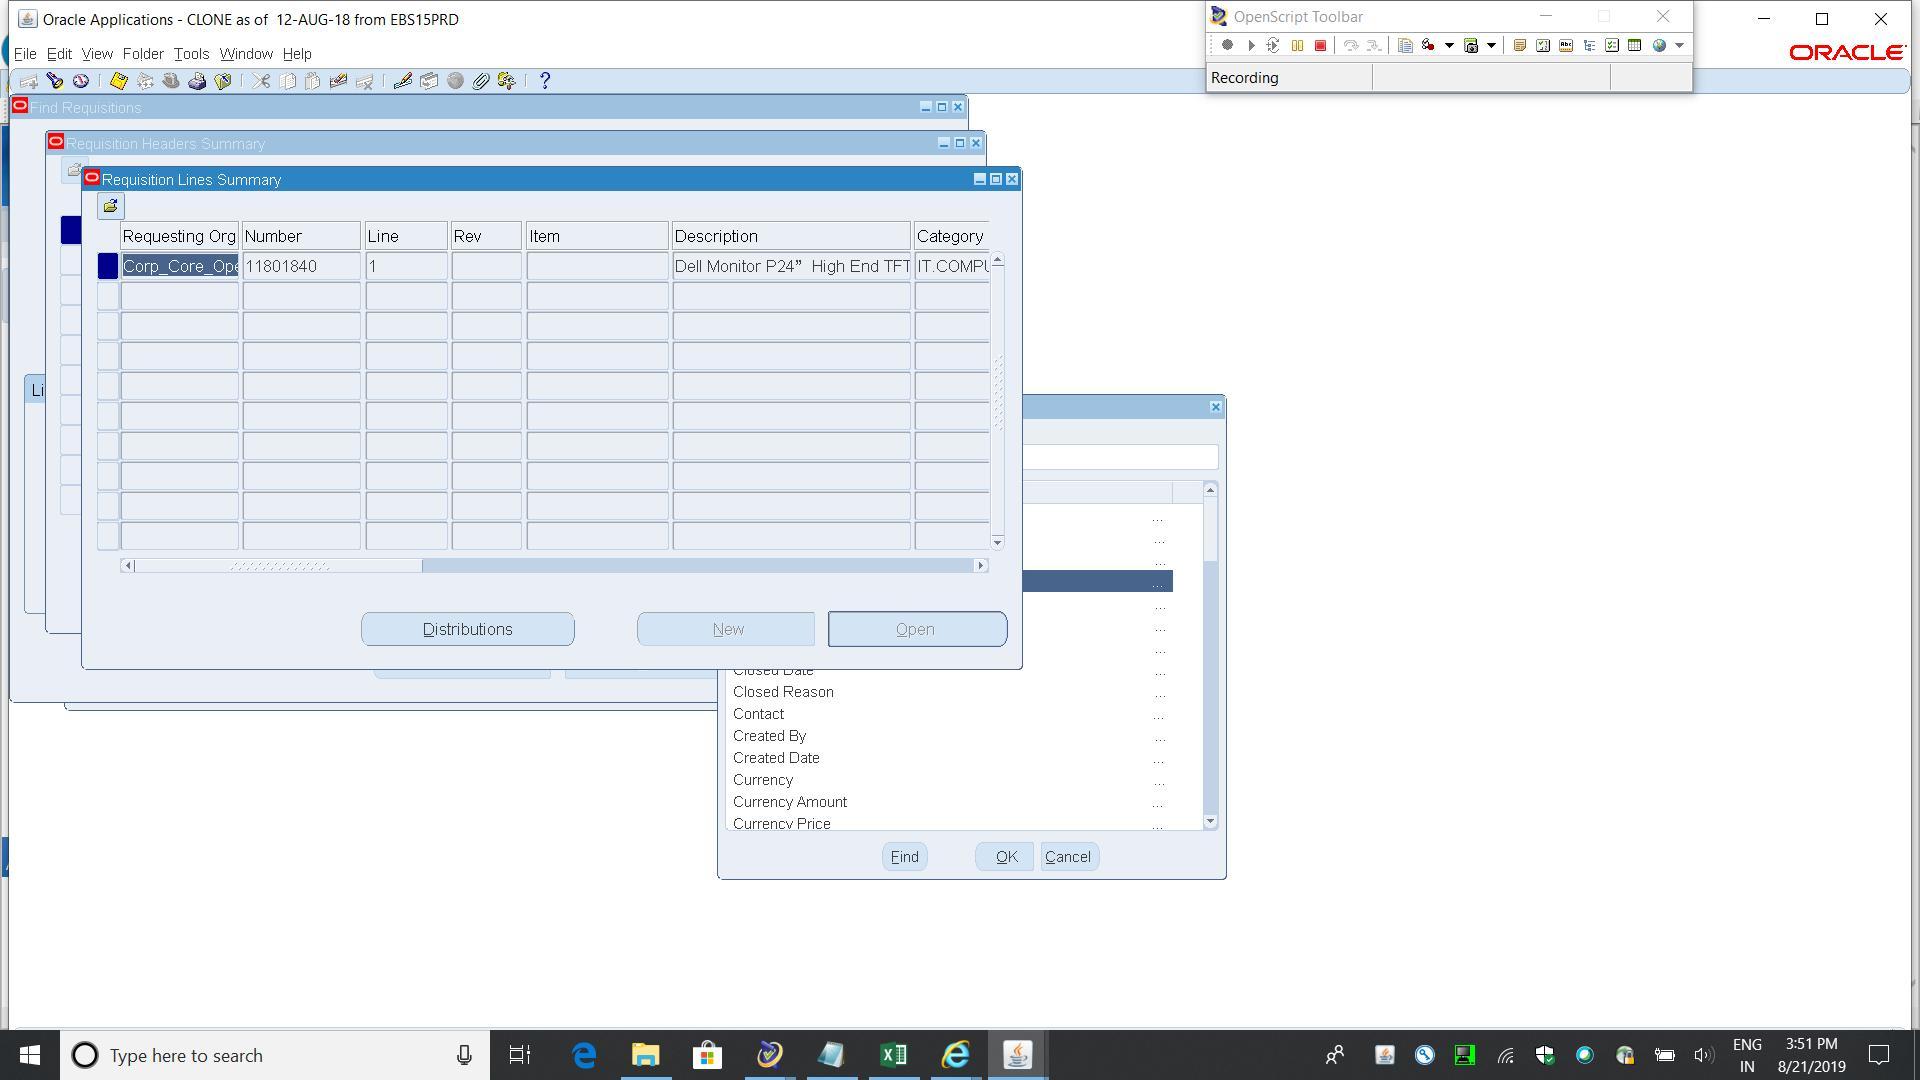 Oracle Applications - CLONE as of 12-AUG-18 from EBS15PRD
OpenScript Toolbar
File Edit View Folder Tools Window Help
ORACLE
Recording
Find Requisitions
Requisition Headers Summary
Requisition Lines Summary
Requesting Org Number Line Rev Item Description Category
Corp_Core_Ope 11801840 1 Dell Monitor P24” High End TFT IT.COMPU
Li
...
...
...
...
...
...
...
Distributions New Open
Closed Date ...
Closed Reason ...
Contact ...
Created By ...
Created Date ...
Currency ...
Currency Amount ...
Currency Price ...
Find OK Cancel
Type here to search
ENG
IN
3:51 PM
8/21/2019